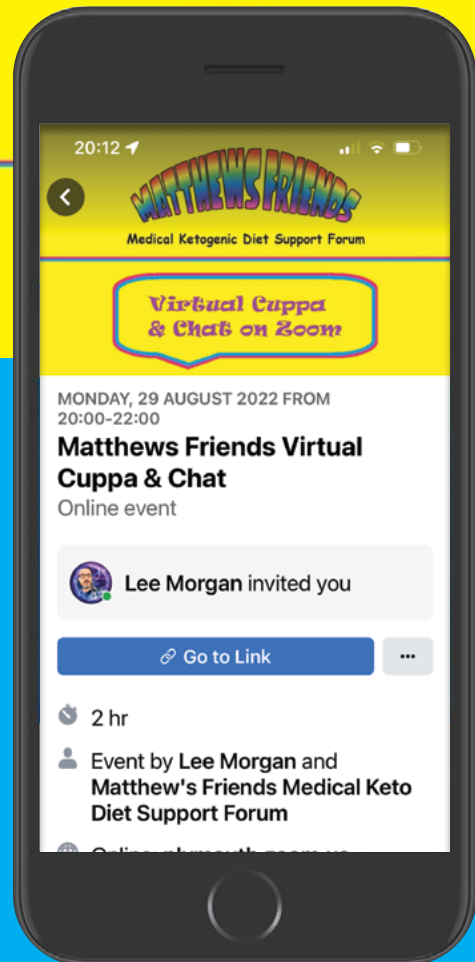 20:12
MATTHEWS FRIENDS
Medical Ketogenic Diet Support Forum
Virtual Cuppa
& Chat on Zoom
MONDAY, 29 AUGUST 2022 FROM
20:00-22:00
Matthews Friends Virtual
Cuppa & Chat
Online event
Lee Morgan invited you
Go to Link
2 hr
Event by Lee Morgan and
Matthew's Friends Medical Keto
Diet Support Forum